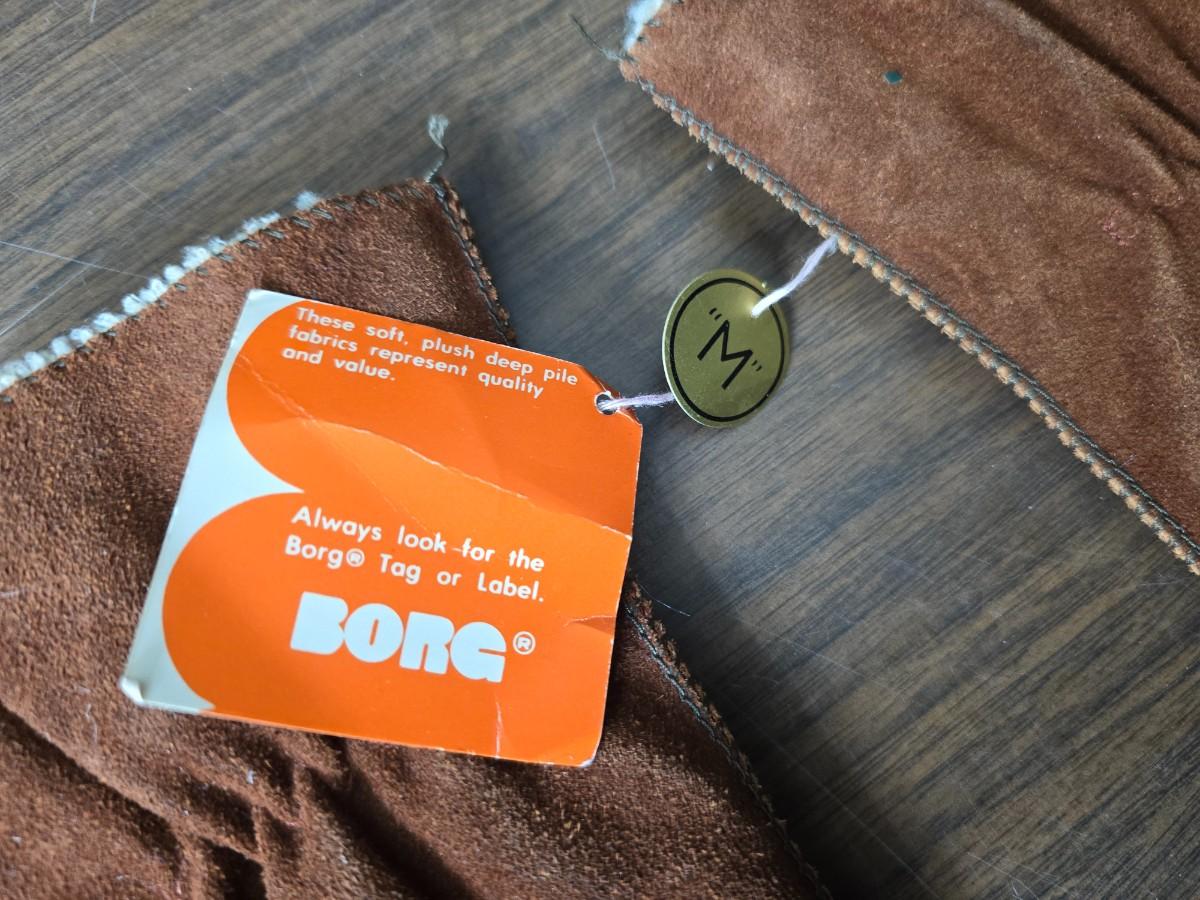 These soft, plush deep pile
fabrics represent quality
and value.
Always look for the
Borg® Tag or Label.
BORG®
"M"